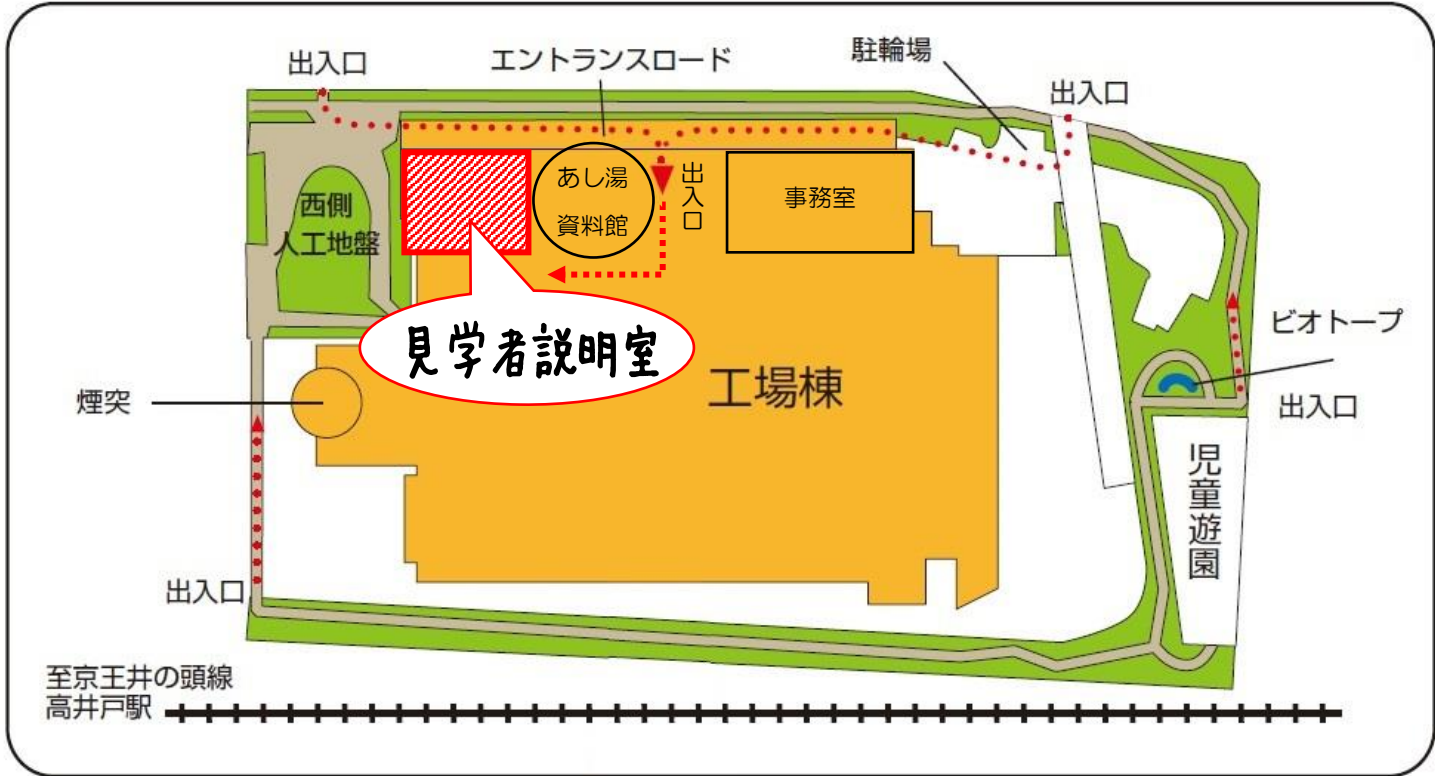 出入口
エントランスロード
駐輪場
出入口
あし湯
資料館
出入口
事務室
西側
人工地盤
見学者説明室
工場棟
ビオトープ
煙突
出入口
児童遊園
出入口
至京王井の頭線
高井戸駅